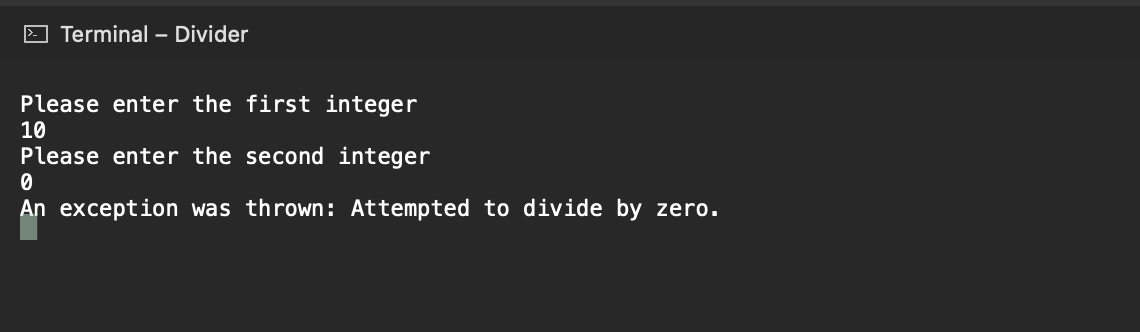 Terminal – Divider
Please enter the first integer
10
Please enter the second integer
0
An exception was thrown: Attempted to divide by zero.